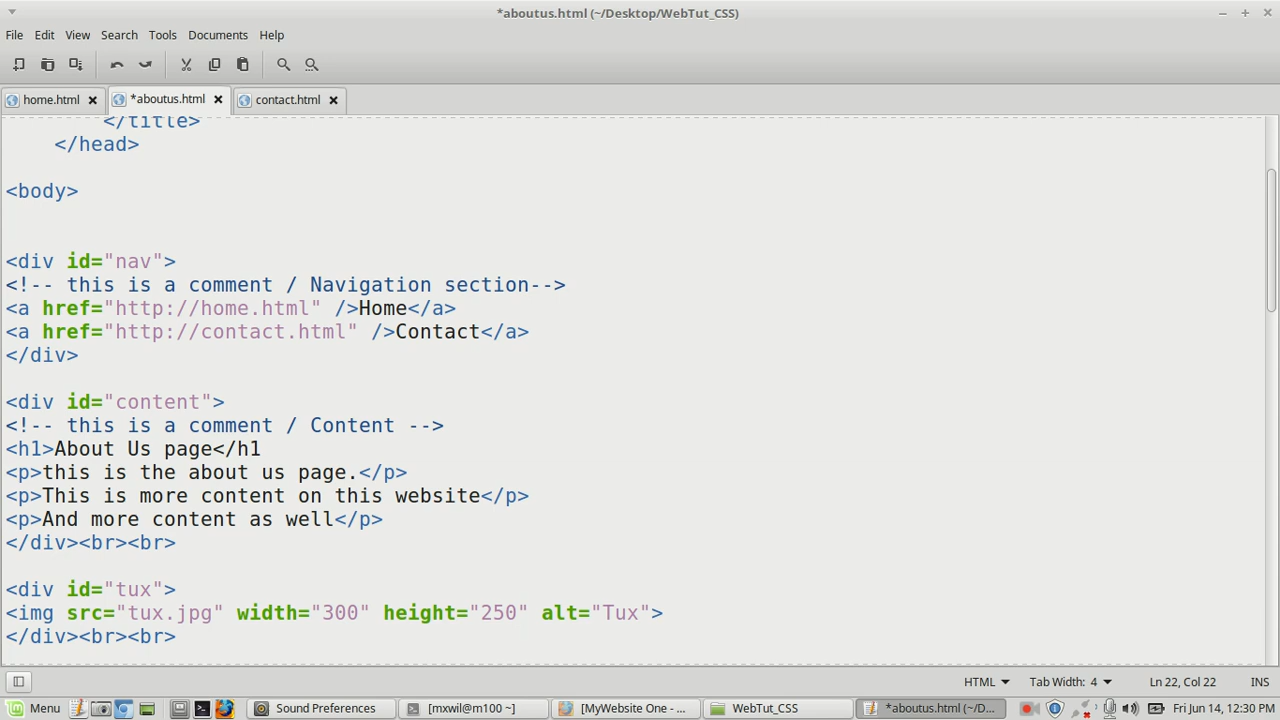 *aboutus.html (~/Desktop/WebTut_CSS)
File Edit View Search Tools Documents Help
home.html *aboutus.html contact.html
</title>
</head>
<body>
<div id="nav">
<!-- this is a comment / Navigation section-->
<a href="http://home.html" />Home</a>
<a href="http://contact.html" />Contact</a>
</div>
<div id="content">
<!-- this is a comment / Content -->
<h1>About Us page</h1
<p>this is the about us page.</p>
<p>This is more content on this website</p>
<p>And more content as well</p>
</div><br><br>
<div id="tux">
<img src="tux.jpg" width="300" height="250" alt="Tux">
</div><br><br>
HTML Tab Width: 4 Ln 22, Col 22 INS
Menu Sound Preferences [mxwil@m100 ~] [MyWebsite One - ... WebTut_CSS *aboutus.html (~/D... Fri Jun 14, 12:30 PM